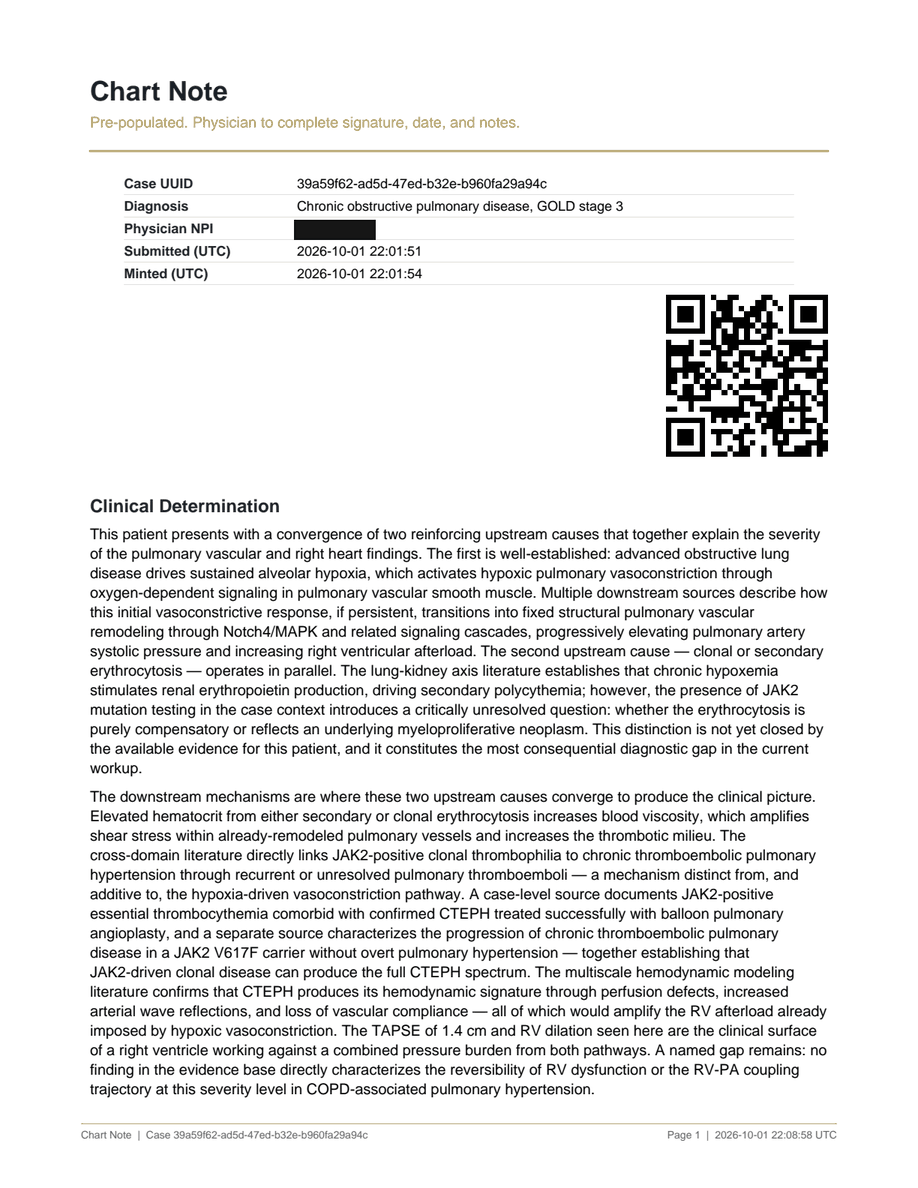 Chart Note
Pre-populated. Physician to complete signature, date, and notes.
Case UUID 39a59f62-ad5d-47ed-b32e-b960fa29a94c
Diagnosis Chronic obstructive pulmonary disease, GOLD stage 3
Physician NPI
Submitted (UTC) 2026-10-01 22:01:51
Minted (UTC) 2026-10-01 22:01:54
Clinical Determination
This patient presents with a convergence of two reinforcing upstream causes that together explain the severity
of the pulmonary vascular and right heart findings. The first is well-established: advanced obstructive lung
disease drives sustained alveolar hypoxia, which activates hypoxic pulmonary vasoconstriction through
oxygen-dependent signaling in pulmonary vascular smooth muscle. Multiple downstream sources describe how
this initial vasoconstrictive response, if persistent, transitions into fixed structural pulmonary vascular
remodeling through Notch4/MAPK and related signaling cascades, progressively elevating pulmonary artery
systolic pressure and increasing right ventricular afterload. The second upstream cause — clonal or secondary
erythrocytosis — operates in parallel. The lung-kidney axis literature establishes that chronic hypoxemia
stimulates renal erythropoietin production, driving secondary polycythemia; however, the presence of JAK2
mutation testing in the case context introduces a critically unresolved question: whether the erythrocytosis is
purely compensatory or reflects an underlying myeloproliferative neoplasm. This distinction is not yet closed by
the available evidence for this patient, and it constitutes the most consequential diagnostic gap in the current
workup.
The downstream mechanisms are where these two upstream causes converge to produce the clinical picture.
Elevated hematocrit from either secondary or clonal erythrocytosis increases blood viscosity, which amplifies
shear stress within already-remodeled pulmonary vessels and increases the thrombotic milieu. The
cross-domain literature directly links JAK2-positive clonal thrombophilia to chronic thromboembolic pulmonary
hypertension through recurrent or unresolved pulmonary thromboemboli — a mechanism distinct from, and
additive to, the hypoxia-driven vasoconstriction pathway. A case-level source documents JAK2-positive
essential thrombocythemia comorbid with confirmed CTEPH treated successfully with balloon pulmonary
angioplasty, and a separate source characterizes the progression of chronic thromboembolic pulmonary
disease in a JAK2 V617F carrier without overt pulmonary hypertension — together establishing that
JAK2-driven clonal disease can produce the full CTEPH spectrum. The multiscale hemodynamic modeling
literature confirms that CTEPH produces its hemodynamic signature through perfusion defects, increased
arterial wave reflections, and loss of vascular compliance — all of which would amplify the RV afterload already
imposed by hypoxic vasoconstriction. The TAPSE of 1.4 cm and RV dilation seen here are the clinical surface
of a right ventricle working against a combined pressure burden from both pathways. A named gap remains: no
finding in the evidence base directly characterizes the reversibility of RV dysfunction or the RV-PA coupling
trajectory at this severity level in COPD-associated pulmonary hypertension.
Chart Note | Case 39a59f62-ad5d-47ed-b32e-b960fa29a94c Page 1 | 2026-10-01 22:08:58 UTC